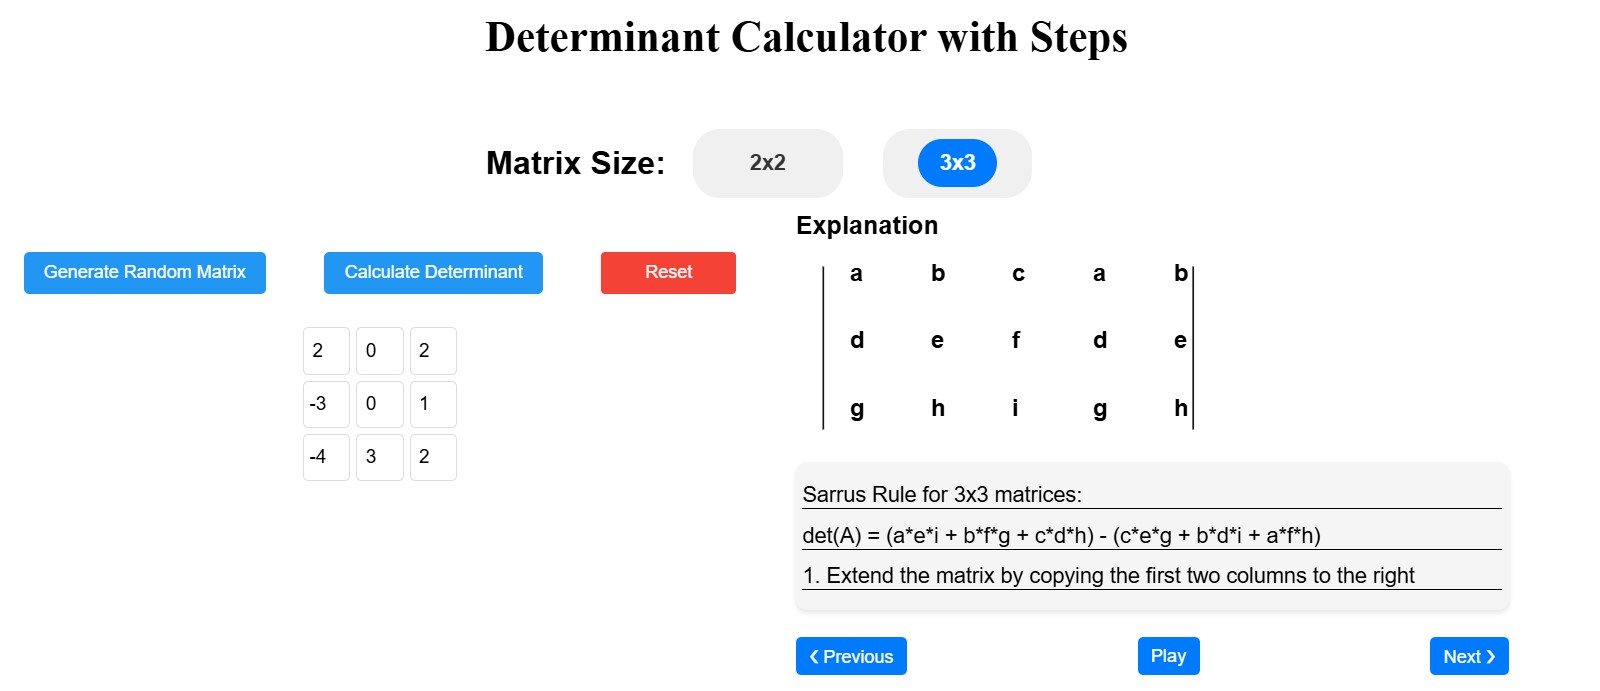 Determinant Calculator with Steps
Matrix Size: 2x2 3x3
Generate Random Matrix Calculate Determinant Reset
2 0 2
-3 0 1
-4 3 2
Explanation
a b c a b
d e f d e
g h i g h
Sarrus Rule for 3x3 matrices:
det(A) = (a*e*i + b*f*g + c*d*h) - (c*e*g + b*d*i + a*f*h)
1. Extend the matrix by copying the first two columns to the right
❮ Previous Play Next ❯